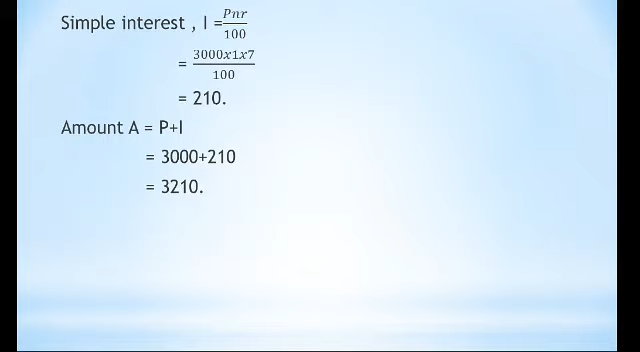 Simple interest , I = Pnr/100
= 3000x1x7/100
= 210.
Amount A = P+I
= 3000+210
= 3210.